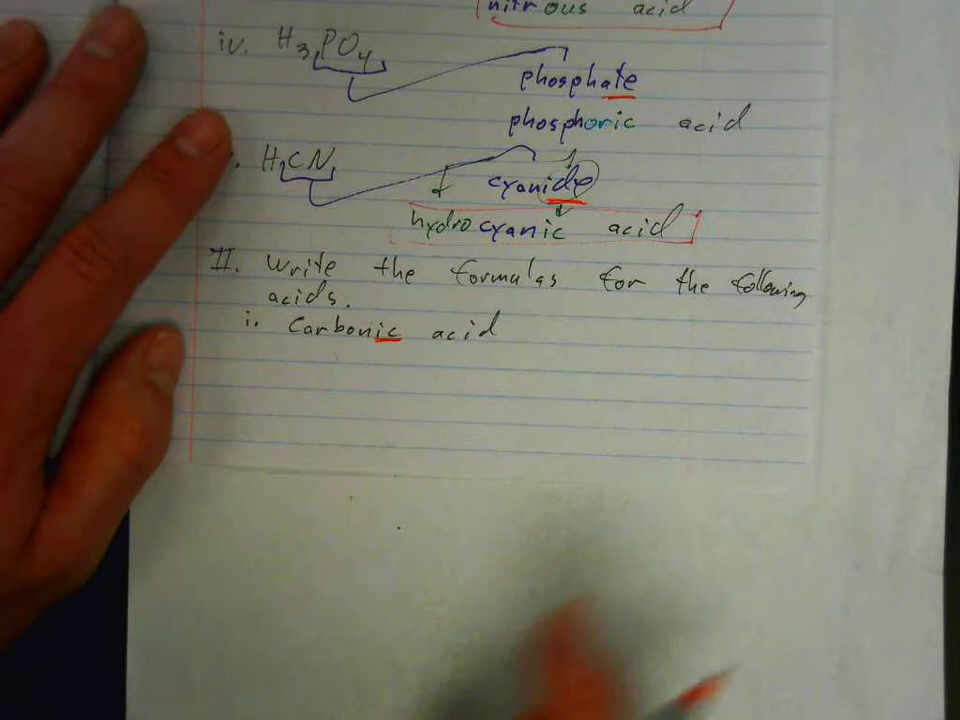 nitrous acid
iv. H3PO4
phosphate
phosphoric acid
v. HCN
cyanide
hydrocyanic acid
II. Write the formulas for the following
acids.
i. Carbonic acid